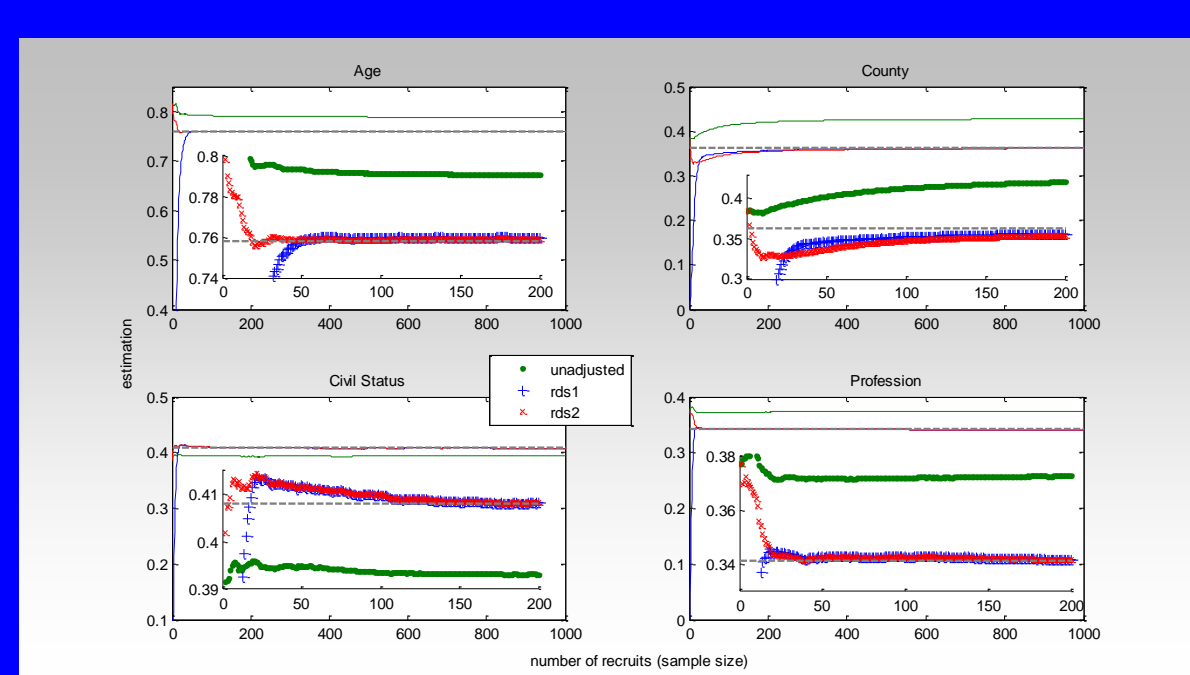 Age
0.8
0.7
0.6
0.5
0.4
0.8
0.78
0.76
0.74
0 50 100 150 200
0 200 400 600 800 1000
County
0.5
0.4
0.3
0.2
0.1
0
0.4
0.35
0.3
0 50 100 150 200
0 200 400 600 800 1000
estimation
unadjusted
rds1
rds2
Civil Status
0.5
0.4
0.3
0.2
0.1
0.41
0.4
0.39
0 50 100 150 200
0 200 400 600 800 1000
Profession
0.4
0.3
0.2
0.1
0
0.38
0.36
0.34
0 50 100 150 200
0 200 400 600 800 1000
number of recruits (sample size)